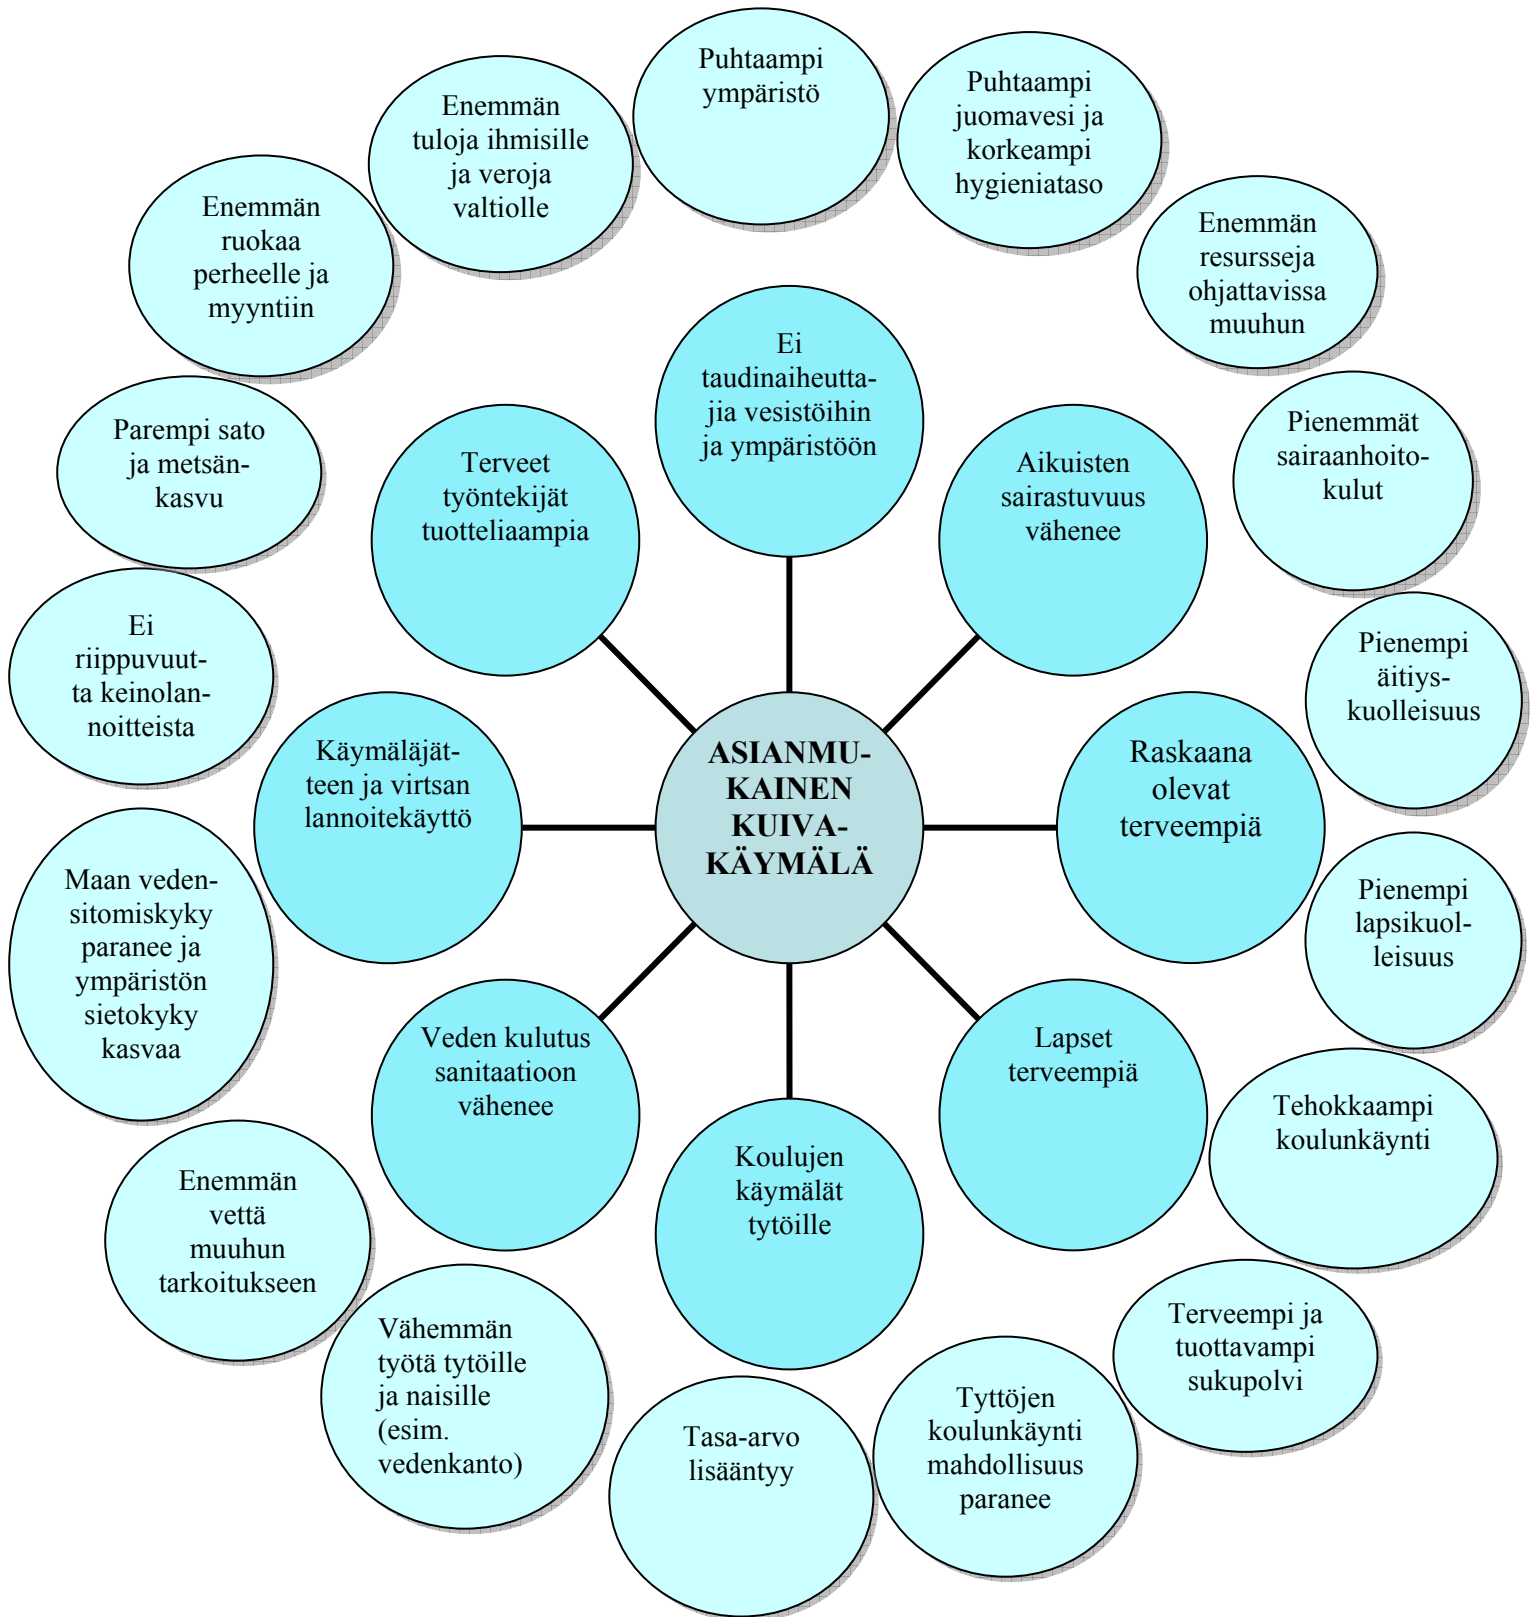 Puhtaampi
ympäristö
Puhtaampi
juomavesi ja
korkeampi
hygieniataso
Enemmän
resursseja
ohjattavissa
muuhun
Pienemmät
sairaanhoito-
kulut
Pienempi
äitiys-
kuolleisuus
Pienempi
lapsikuol-
leisuus
Tehokkaampi
koulunkäynti
Terveempi ja
tuottavampi
sukupolvi
Tyttöjen
koulunkäynti
mahdollisuus
paranee
Tasa-arvo
lisääntyy
Vähemmän
työtä tytöille
ja naisille
(esim.
vedenkanto)
Enemmän
vettä
muuhun
tarkoitukseen
Maan veden-
sitomiskyky
paranee ja
ympäristön
sietokyky
kasvaa
Ei
riippuvuut-
ta keinolan-
noitteista
Parempi sato
ja metsän-
kasvu
Enemmän
ruokaa
perheelle ja
myyntiin
Enemmän
tuloja ihmisille
ja veroja
valtiolle
Ei
taudinaiheutta-
jia vesistöihin
ja ympäristöön
Aikuisten
sairastuvuus
vähenee
Raskaana
olevat
terveempiä
Lapset
terveempiä
Koulujen
käymälät
tytöille
Veden kulutus
sanitaatioon
vähenee
Käymäläjät-
teen ja virtsan
lannoitekäyttö
Terveet
työntekijät
tuotteliaampia
ASIANMU-
KAINEN
KUIVA-
KÄYMÄLÄ